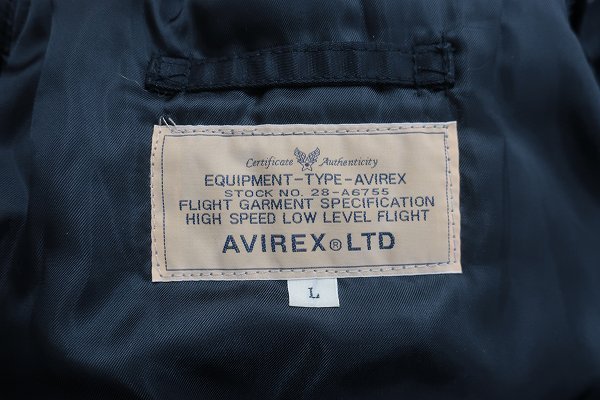 Certificate Authenticity
EQUIPMENT-TYPE-AVIREX
STOCK NO. 28-A6755
FLIGHT GARMENT SPECIFICATION
HIGH SPEED LOW LEVEL FLIGHT
AVIREX® LTD
L